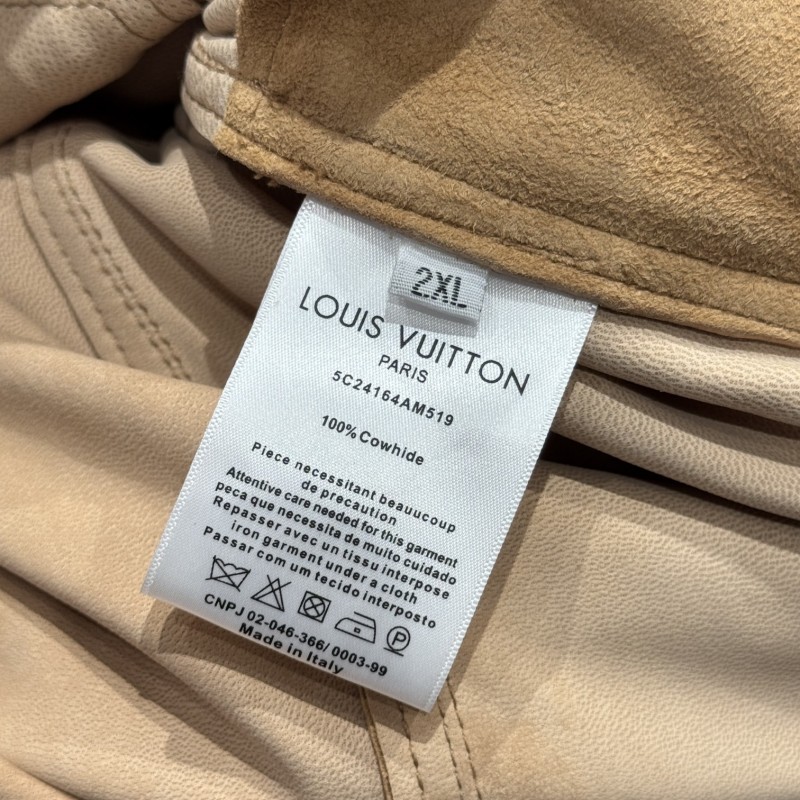 2XL
LOUIS VUITTON
PARIS
5C24164AM519
100% Cowhide
Piece necessitant beauucoup
de precaution
Attentive care needed for this garment
peca que necessita de muito cuidado
Repasser avec un tissu interpose
iron garment under a cloth
Passar com um tecido interposto
P
CNPJ 02-046-366/0003-99
Made in Italy